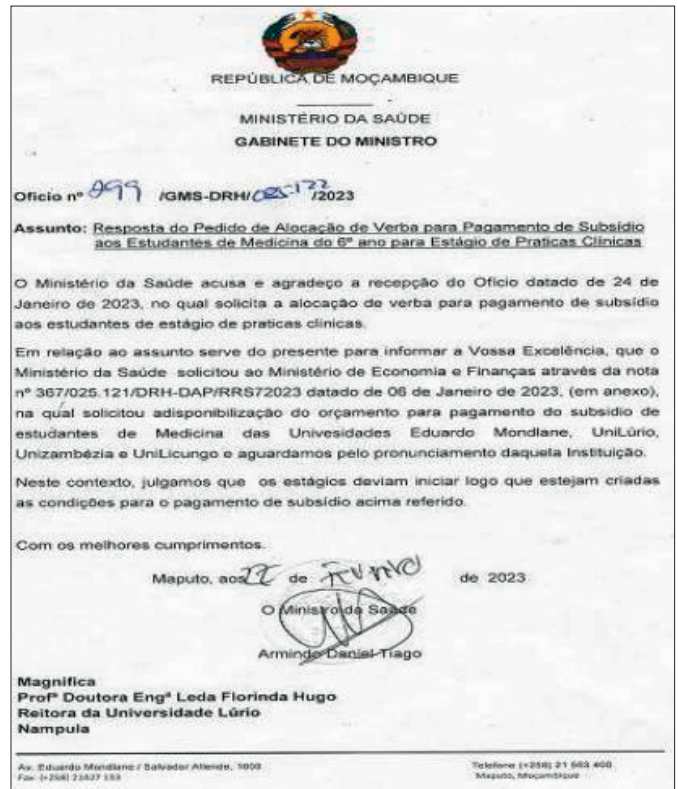 REPÚBLICA DE MOÇAMBIQUE
MINISTÉRIO DA SAÚDE
GABINETE DO MINISTRO
Oficio nº 299 /GMS-DRH/025-122/2023
Assunto: Resposta do Pedido de Alocação de Verba para Pagamento de Subsídio
aos Estudantes de Medicina do 6º ano para Estágio de Praticas Clínicas
O Ministério da Saúde acusa e agradeço a recepção do Oficio datado de 24 de
Janeiro de 2023, no qual solicita a alocação de verba para pagamento de subsídio
aos estudantes de estágio de praticas clinicas.
Em relação ao assunto serve do presente para informar a Vossa Excelência, que o
Ministério da Saúde solicitou ao Ministério de Economia e Finanças através da nota
nº 367/025.121/DRH-DAP/RRS72023 datado de 06 de Janeiro de 2023, (em anexo),
na qual solicitou adisponibilização do orçamento para pagamento do subsidio de
estudantes de Medicina das Univesidades Eduardo Mondlane, UniLúrio,
Unizambézia e UniLicungo e aguardamos pelo pronunciamento daquela Instituição.
Neste contexto, julgamos que os estágios deviam iniciar logo que estejam criadas
as condições para o pagamento de subsídio acima referido.
Com os melhores cumprimentos.
Maputo, aos 22 de de 2023
O Ministro da Saúde
Armindo Daniel Tiago
Magnifica
Profª Doutora Engª Leda Florinda Hugo
Reitora da Universidade Lúrio
Nampula
Av. Eduardo Mondlane / Salvador Allende, 1008
Telefone (+258) 21 563 400
Maputo, Moçambique